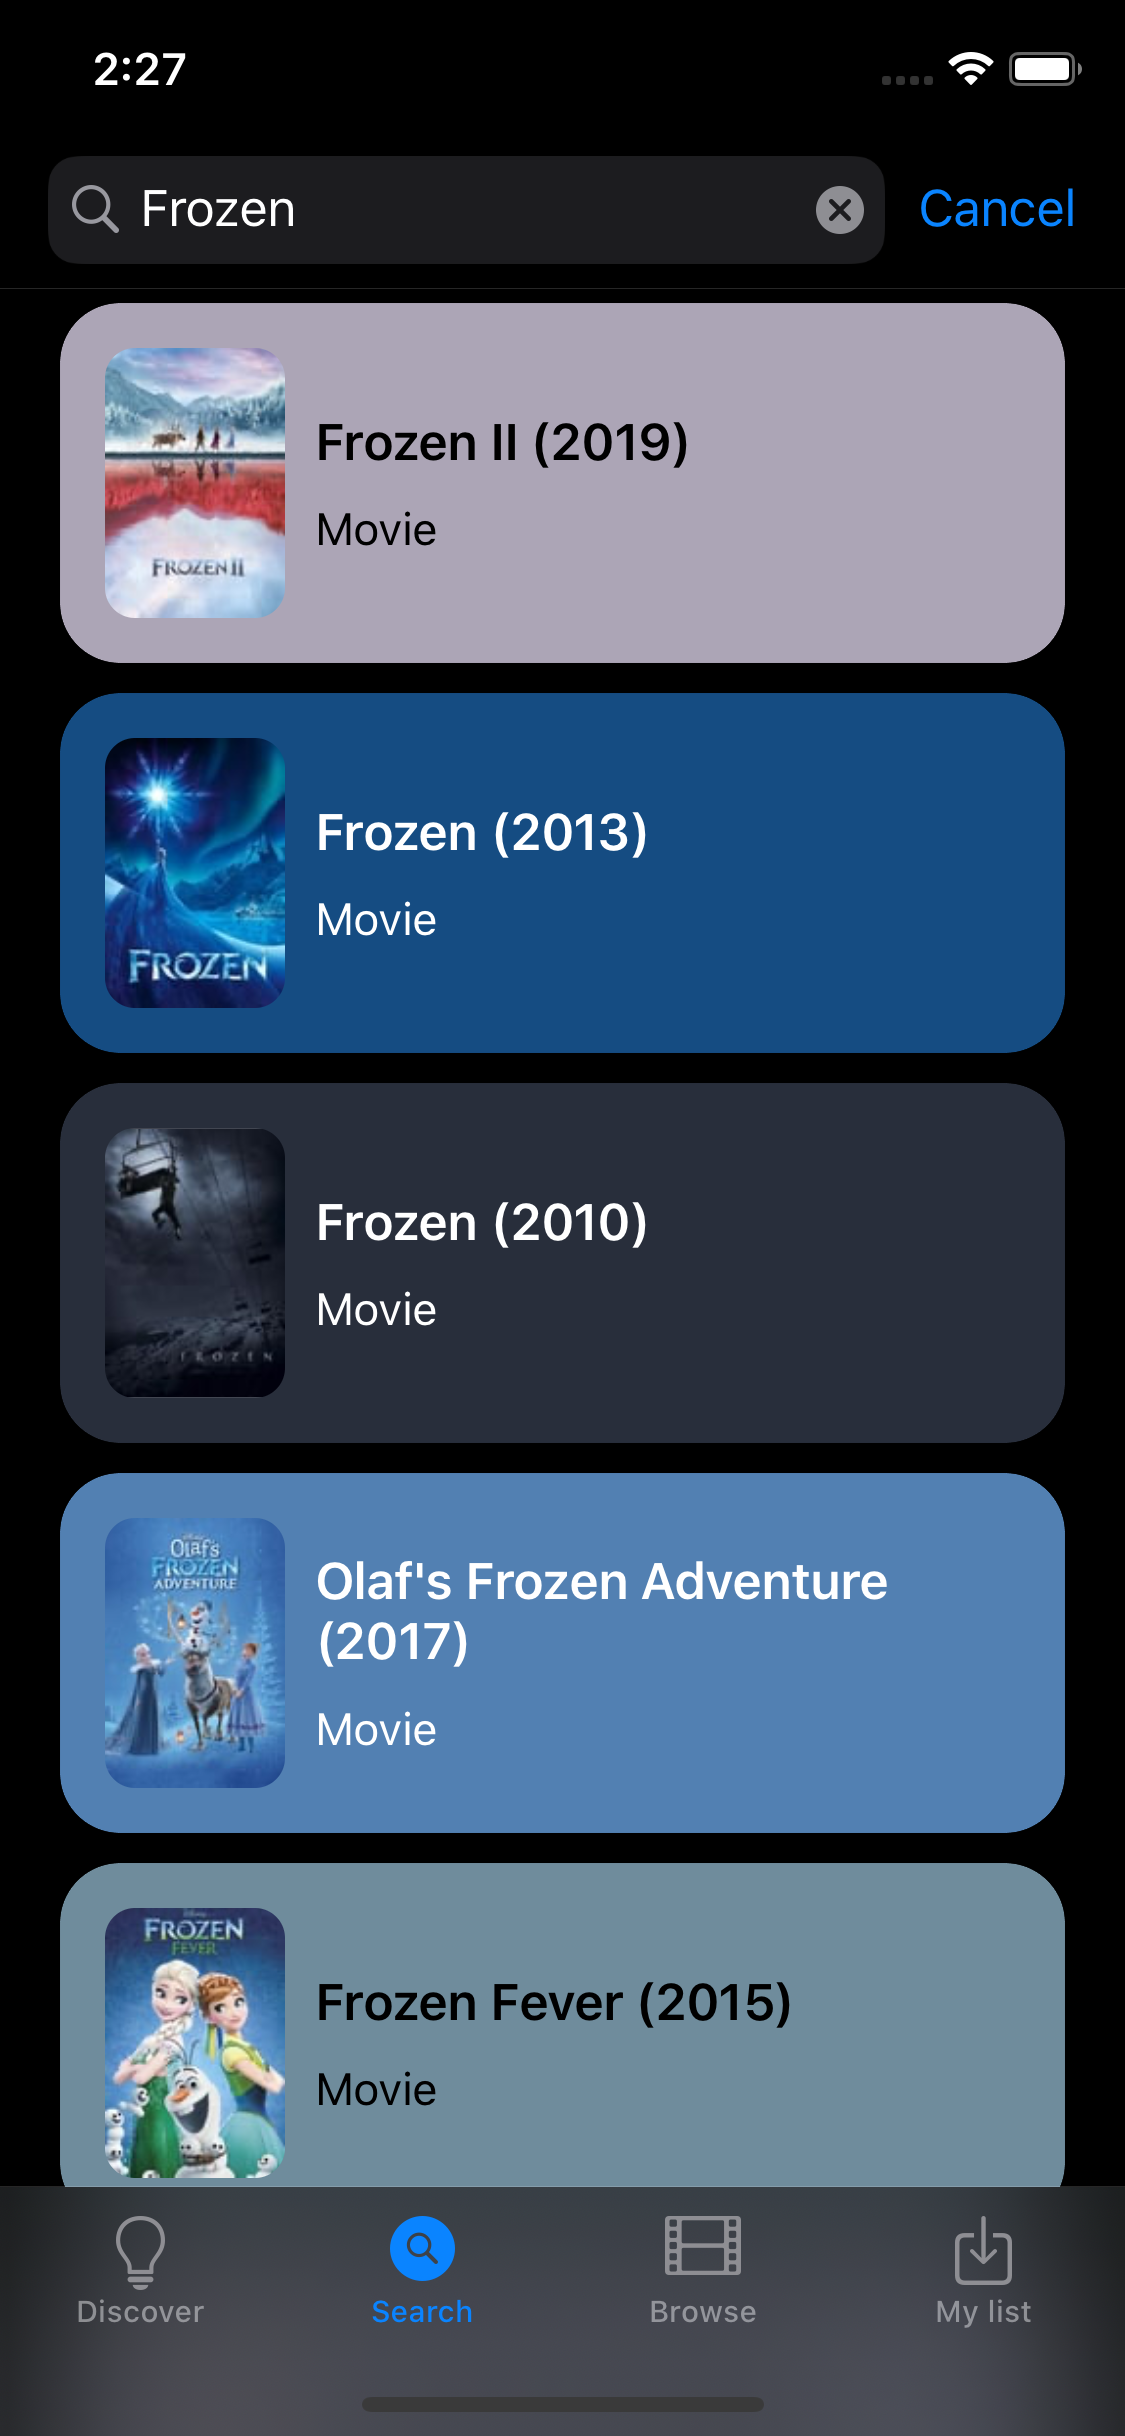 2:27
Frozen
Cancel
FROZEN II
Frozen II (2019)
Movie
FROZEN
Frozen (2013)
Movie
FROZEN
Frozen (2010)
Movie
Olaf's
FROZEN
ADVENTURE
Olaf's Frozen Adventure
(2017)
Movie
FROZEN
FEVER
Frozen Fever (2015)
Movie
Discover
Search
Browse
My list